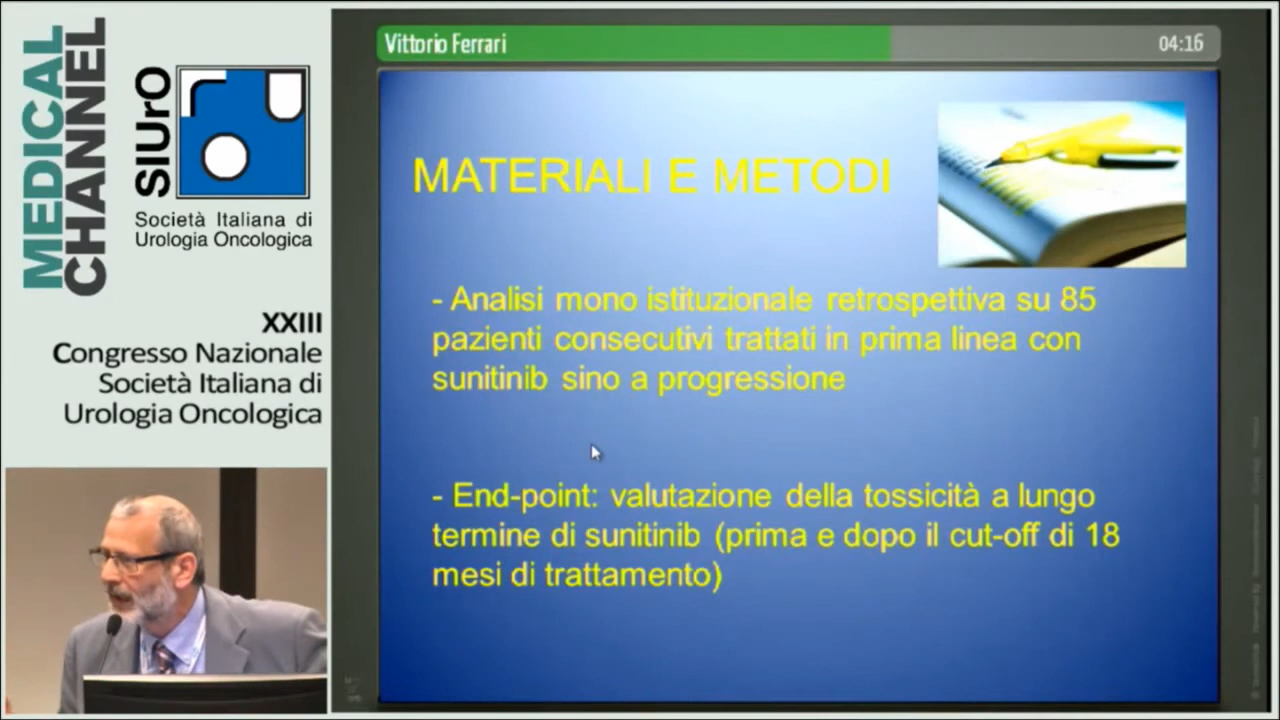 MEDICAL
CHANNEL
SIUrO
Società Italiana di
Urologia Oncologica
XXIII
Congresso Nazionale
Società Italiana di
Urologia Oncologica
Vittorio Ferrari
04:16
MATERIALI E METODI
- Analisi mono istituzionale retrospettiva su 85
pazienti consecutivi trattati in prima linea con
sunitinib sino a progressione
- End-point: valutazione della tossicità a lungo
termine di sunitinib (prima e dopo il cut-off di 18
mesi di trattamento)